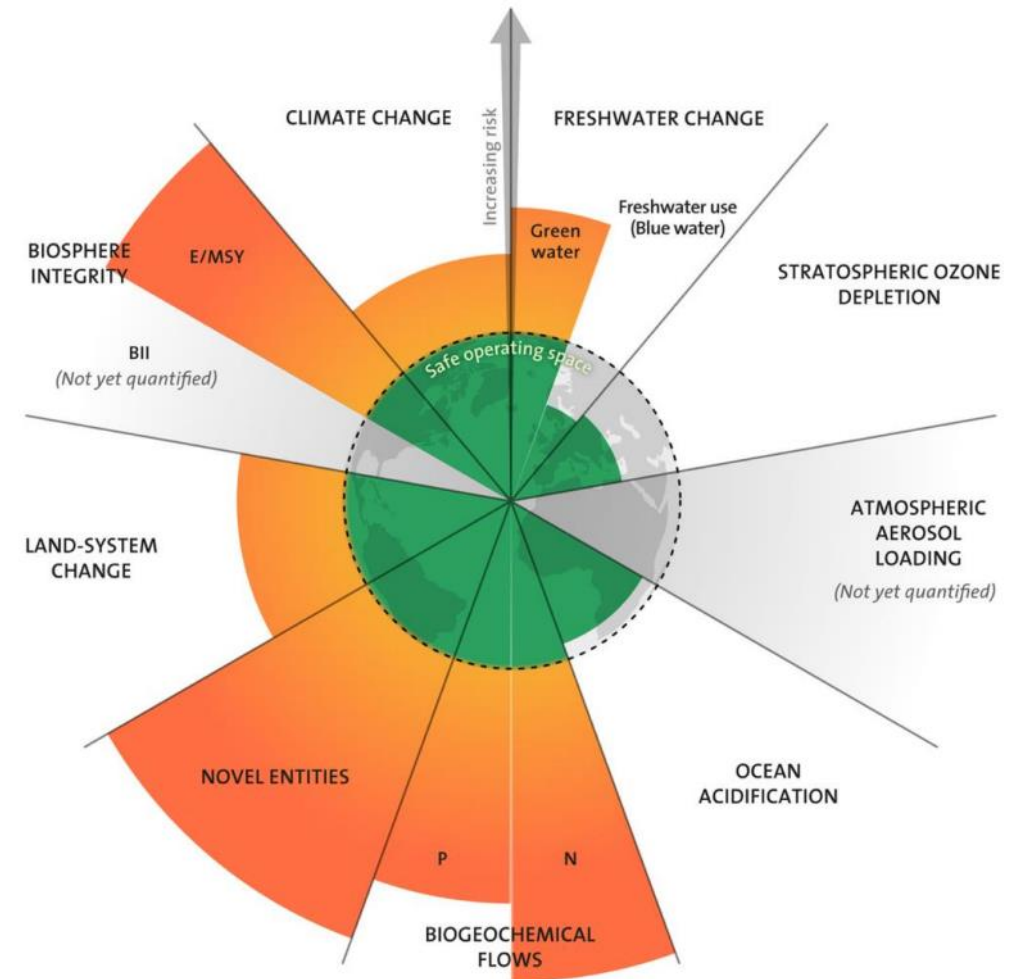 CLIMATE CHANGE
Increasing risk
FRESHWATER CHANGE
Green
water
Freshwater use
(Blue water)
BIOSPHERE
INTEGRITY
E/MSY
BII
(Not yet quantified)
STRATOSPHERIC OZONE
DEPLETION
Safe operating space
LAND-SYSTEM
CHANGE
ATMOSPHERIC
AEROSOL
LOADING
(Not yet quantified)
NOVEL ENTITIES
OCEAN
ACIDIFICATION
P
N
BIOGEOCHEMICAL
FLOWS